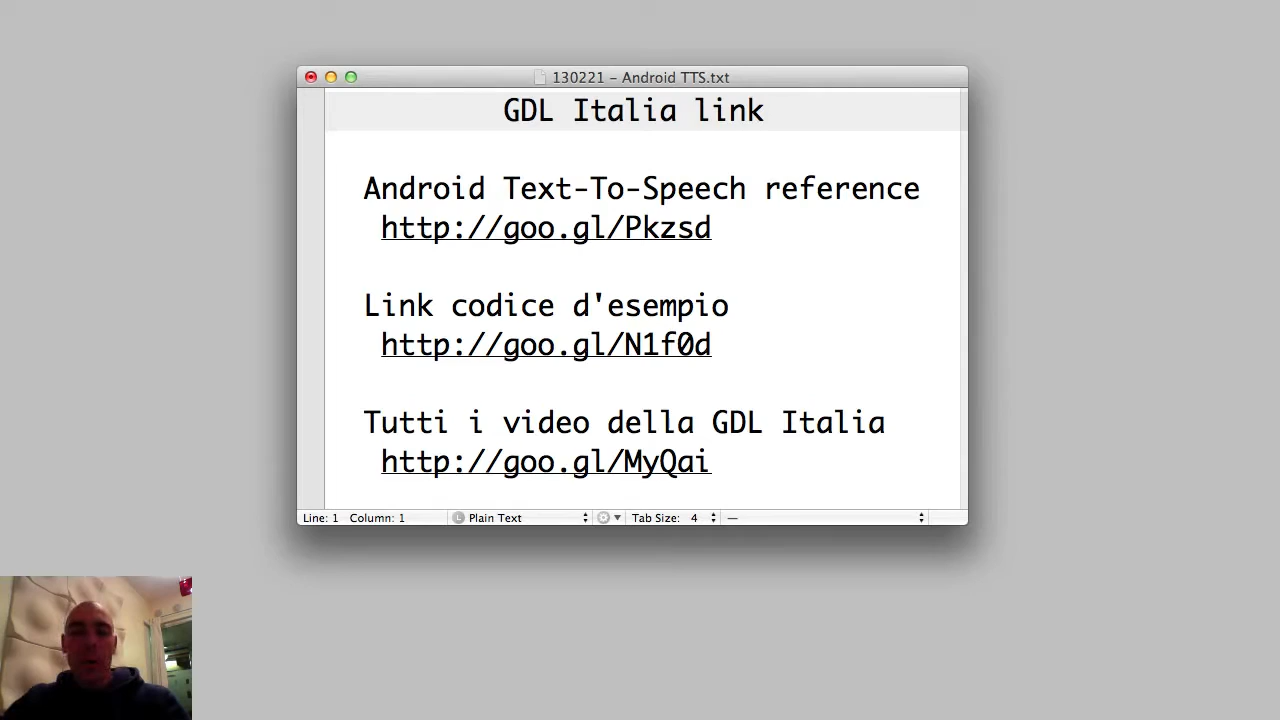 130221 – Android TTS.txt
GDL Italia link
Android Text-To-Speech reference
http://goo.gl/Pkzsd
Link codice d'esempio
http://goo.gl/N1f0d
Tutti i video della GDL Italia
http://goo.gl/MyQai
Line: 1 Column: 1 L Plain Text Tab Size: 4 —